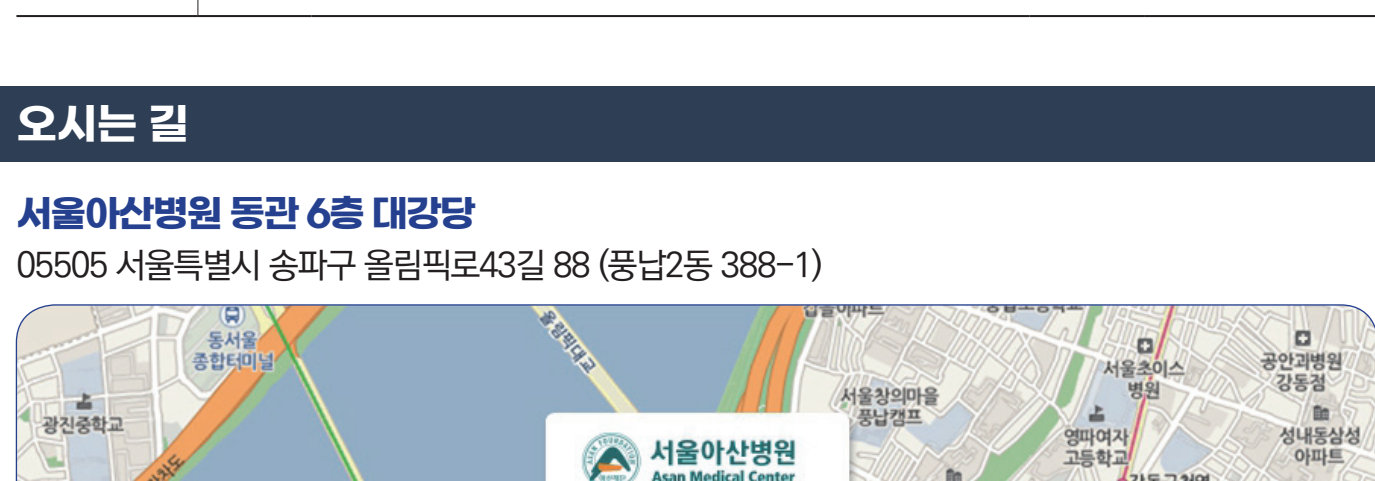 오시는 길
서울아산병원 동관 6층 대강당
05505 서울특별시 송파구 올림픽로43길 88 (풍납2동 388-1)
동서울
종합터미널
올림픽대교
서울초이스
병원
공안과병원
강동점
서울창의마을
풍납캠프
광진중학교
영파여자
고등학교
성내동삼성
아파트
서울아산병원
Asan Medical Center